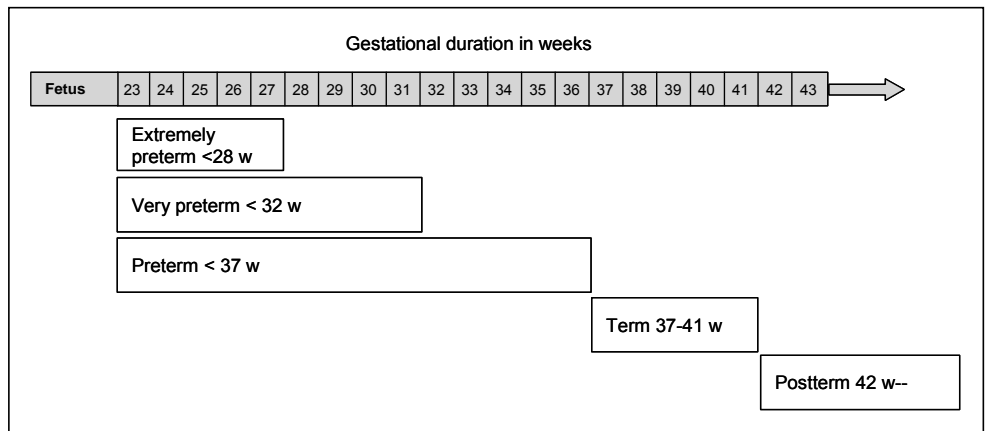 Gestational duration in weeks
Fetus 23 24 25 26 27 28 29 30 31 32 33 34 35 36 37 38 39 40 41 42 43
Extremely
preterm <28 w
Very preterm < 32 w
Preterm < 37 w
Term 37-41 w
Postterm 42 w--